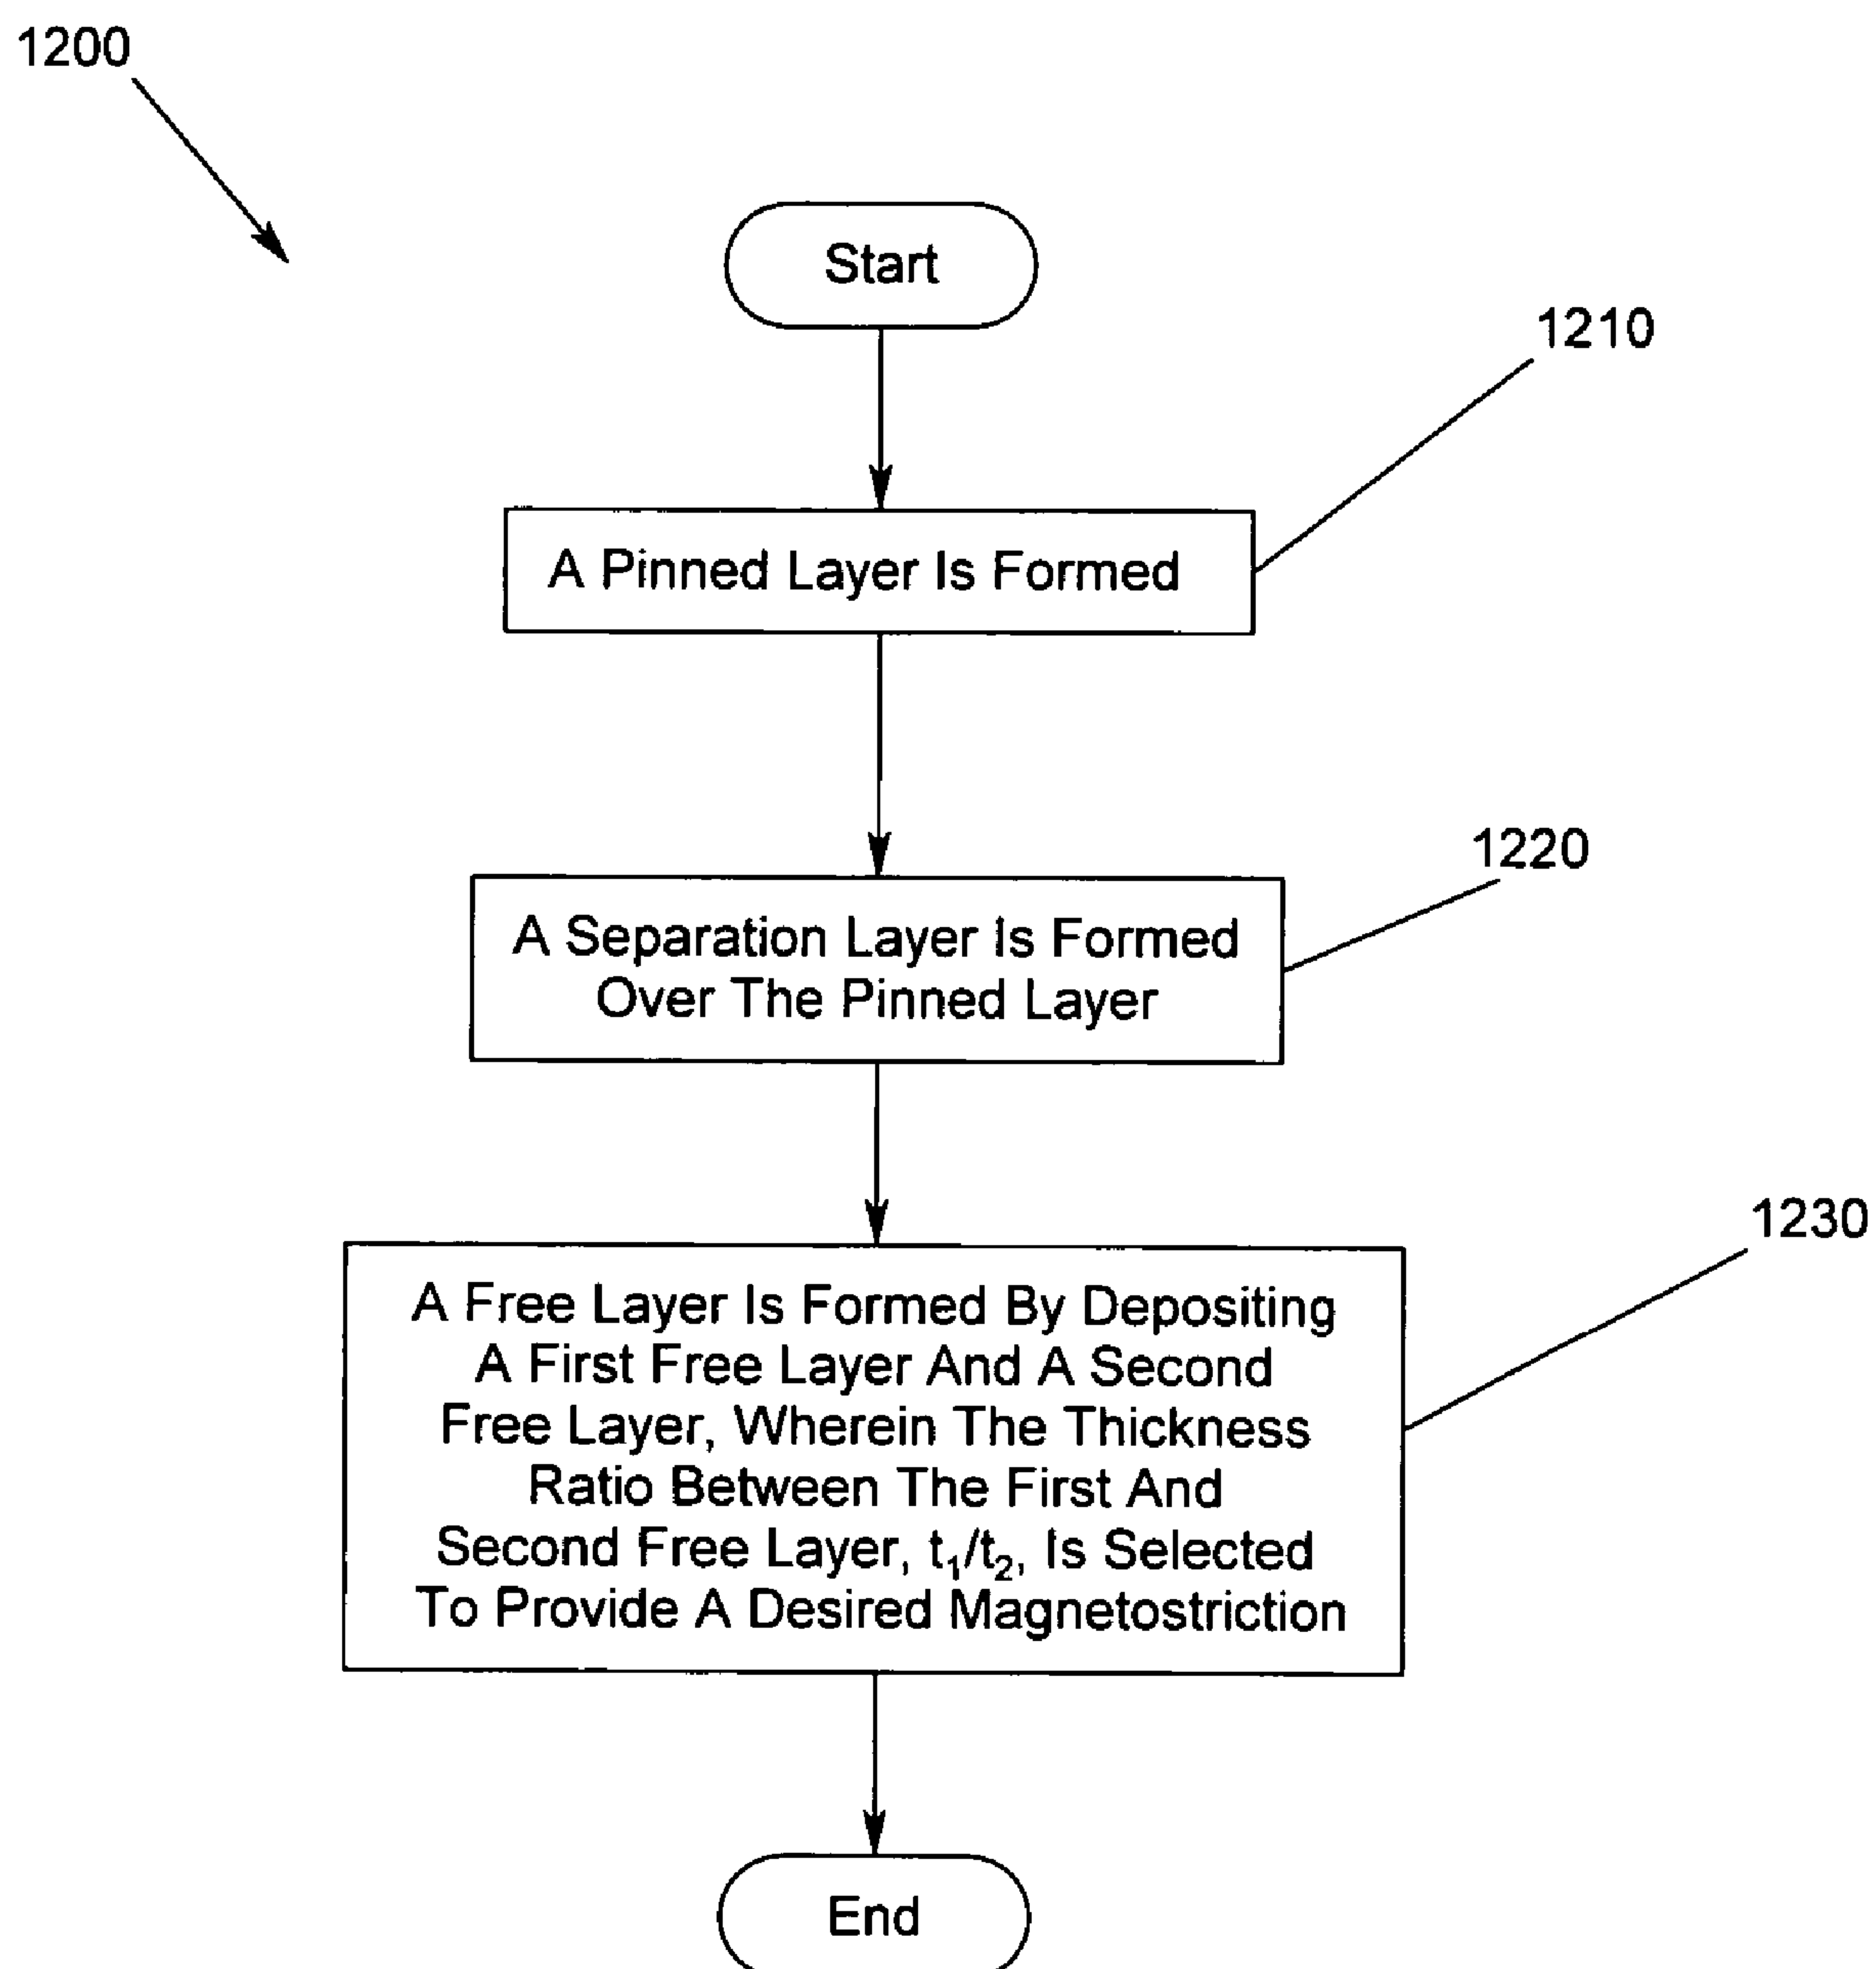 1200
Start
1210
A Pinned Layer Is Formed
1220
A Separation Layer Is Formed
Over The Pinned Layer
1230
A Free Layer Is Formed By Depositing
A First Free Layer And A Second
Free Layer, Wherein The Thickness
Ratio Between The First And
Second Free Layer, t₁/t₂, Is Selected
To Provide A Desired Magnetostriction
End